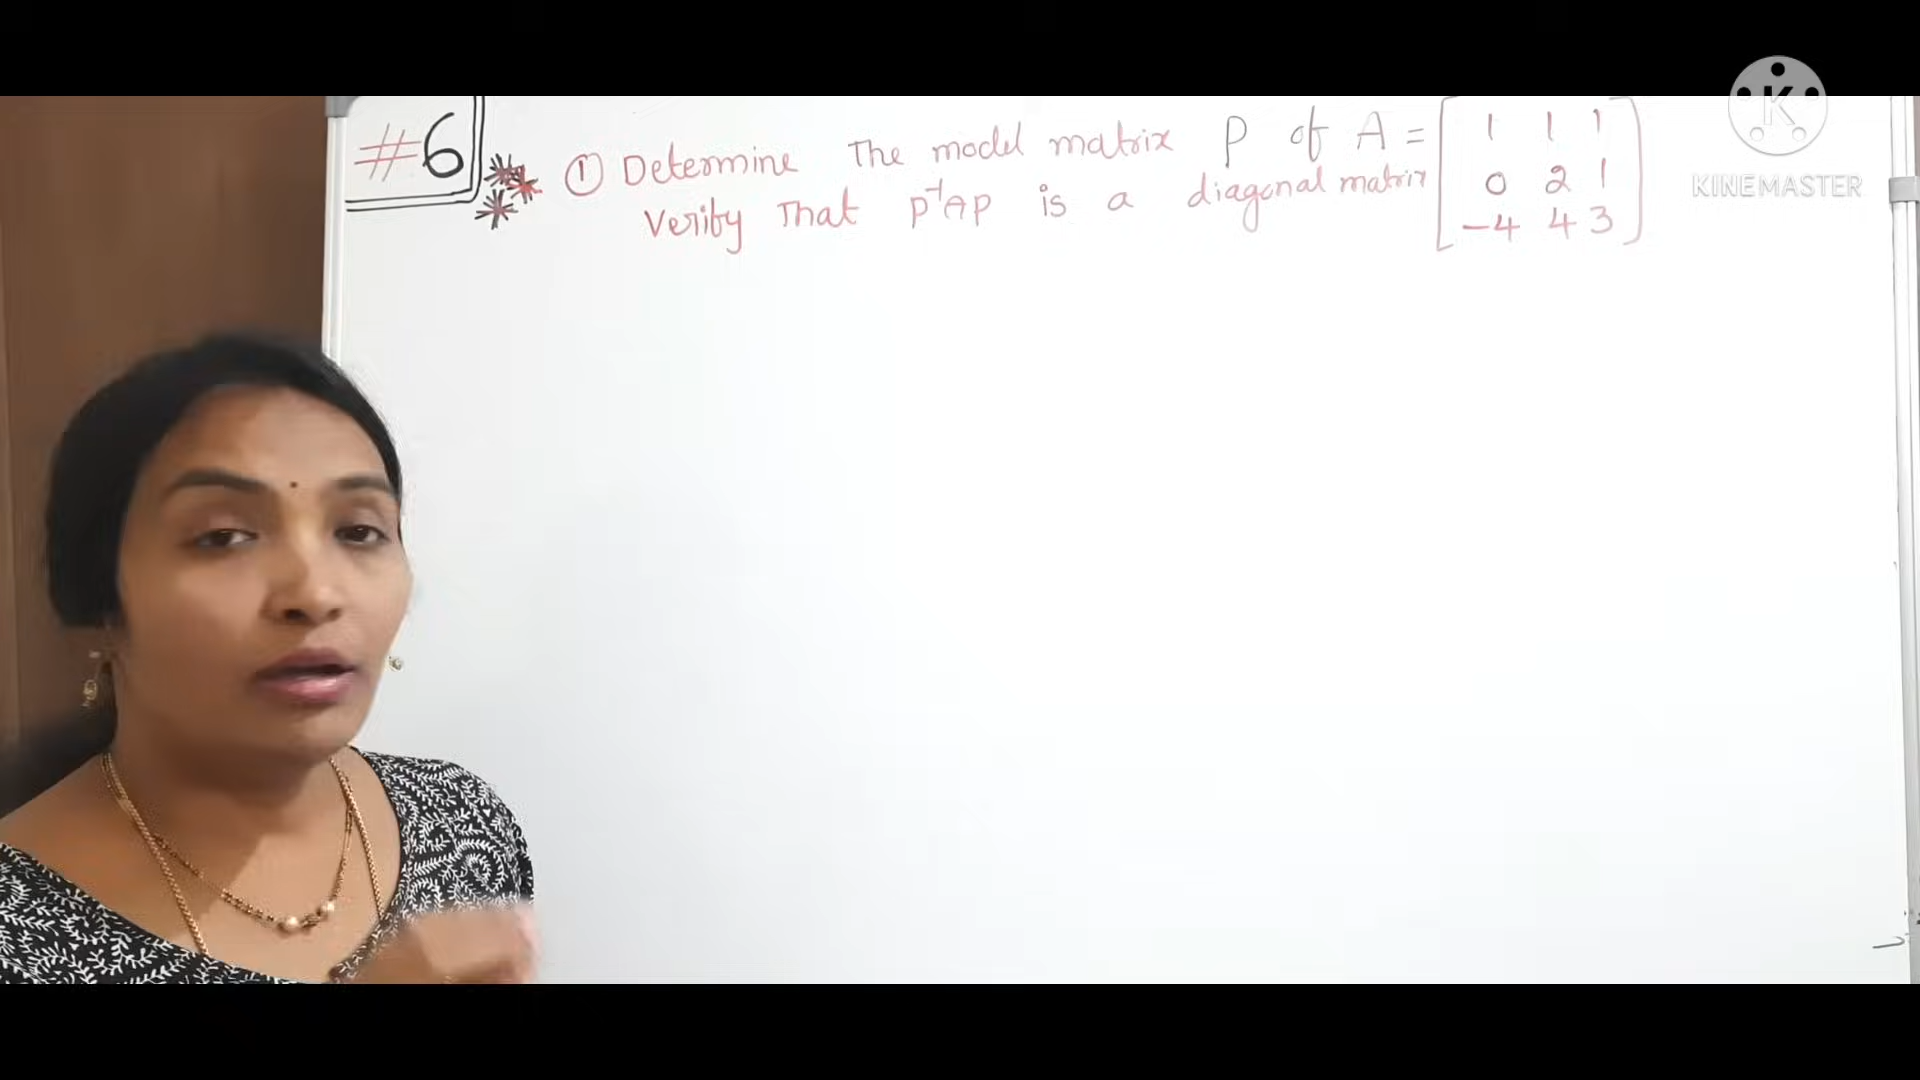 #6
① Determine The model matrix P of A = [1 1 1
Verify That P⁻¹AP is a diagonal matrix 0 2 1
-4 4 3]
KINEMASTER